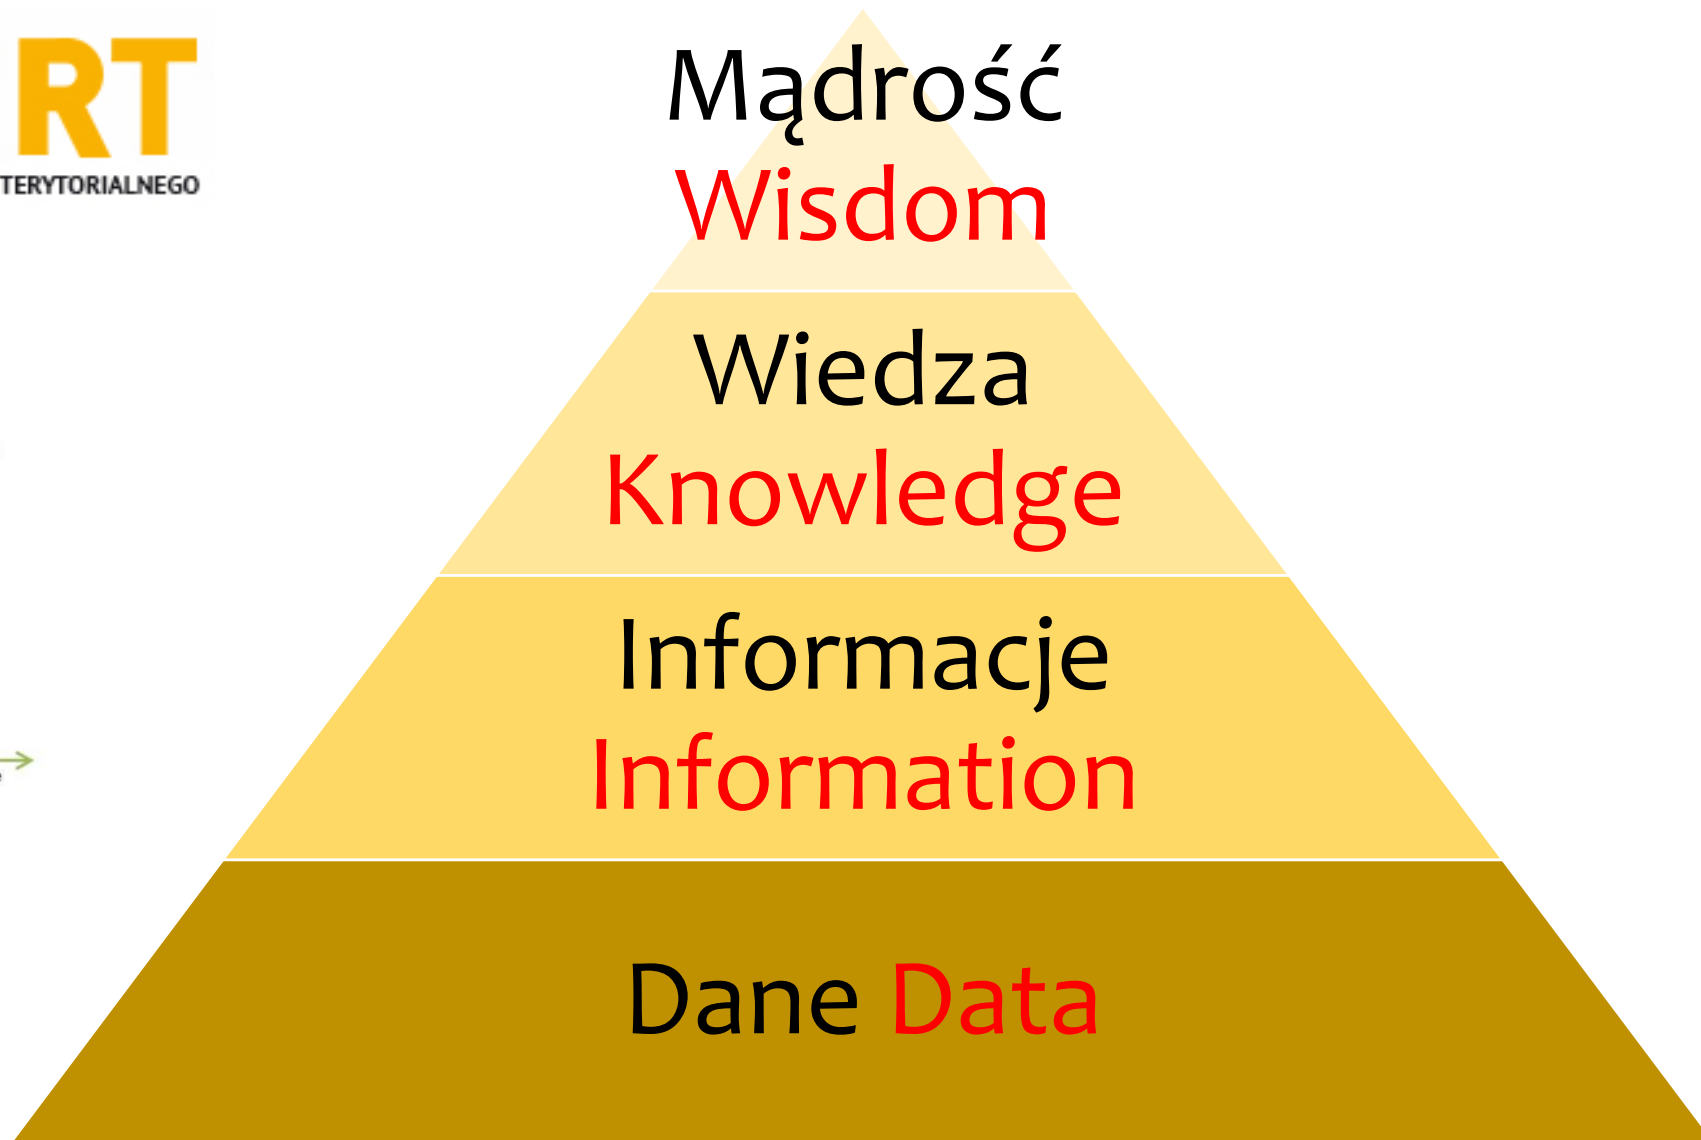 RT
TERYTORIALNEGO
Mądrość
Wisdom
Wiedza
Knowledge
Informacje
Information
Dane Data